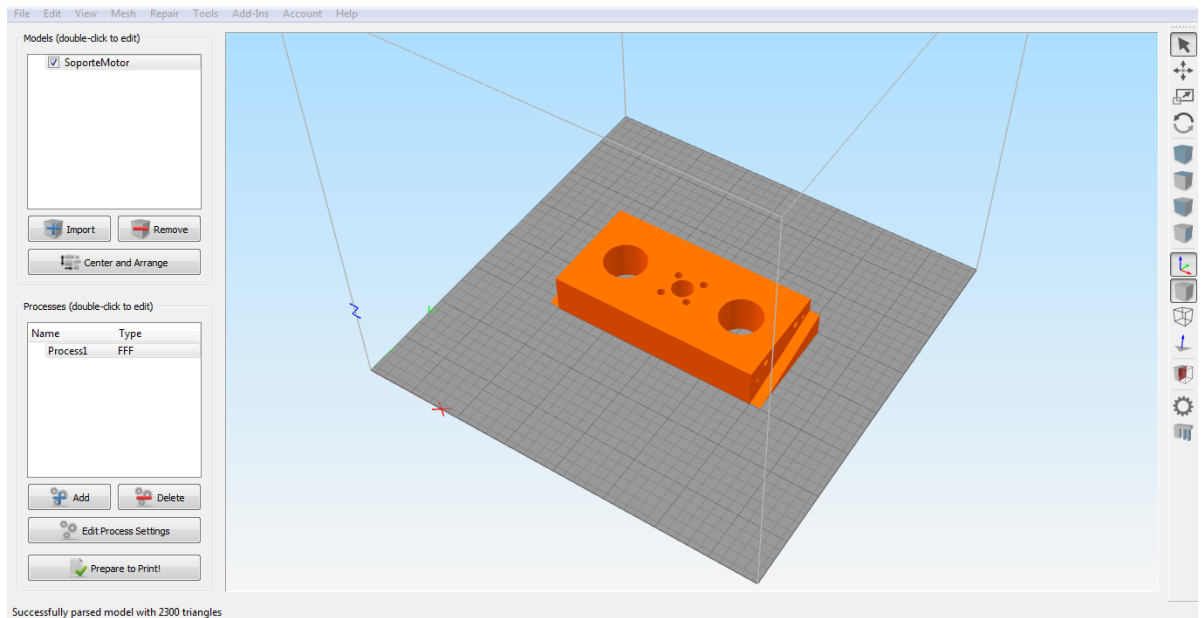 File Edit View Mesh Repair Tools Add-Ins Account Help
Models (double-click to edit)
SoporteMotor
Import Remove
Center and Arrange
Processes (double-click to edit)
Name Type
Process1 FFF
Add Delete
Edit Process Settings
Prepare to Print!
Successfully parsed model with 2300 triangles